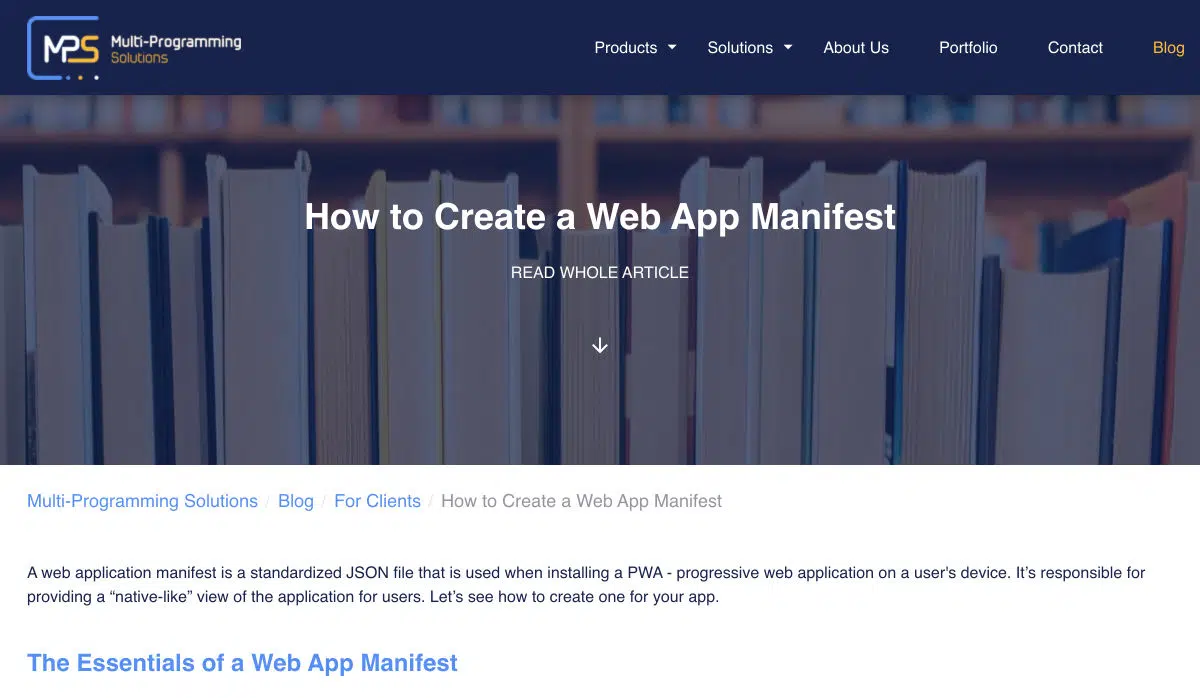 MPS Multi-Programming
Solutions
Products Solutions About Us Portfolio Contact Blog
How to Create a Web App Manifest
READ WHOLE ARTICLE
Multi-Programming Solutions / Blog / For Clients / How to Create a Web App Manifest
A web application manifest is a standardized JSON file that is used when installing a PWA - progressive web application on a user's device. It’s responsible for
providing a “native-like” view of the application for users. Let’s see how to create one for your app.
The Essentials of a Web App Manifest